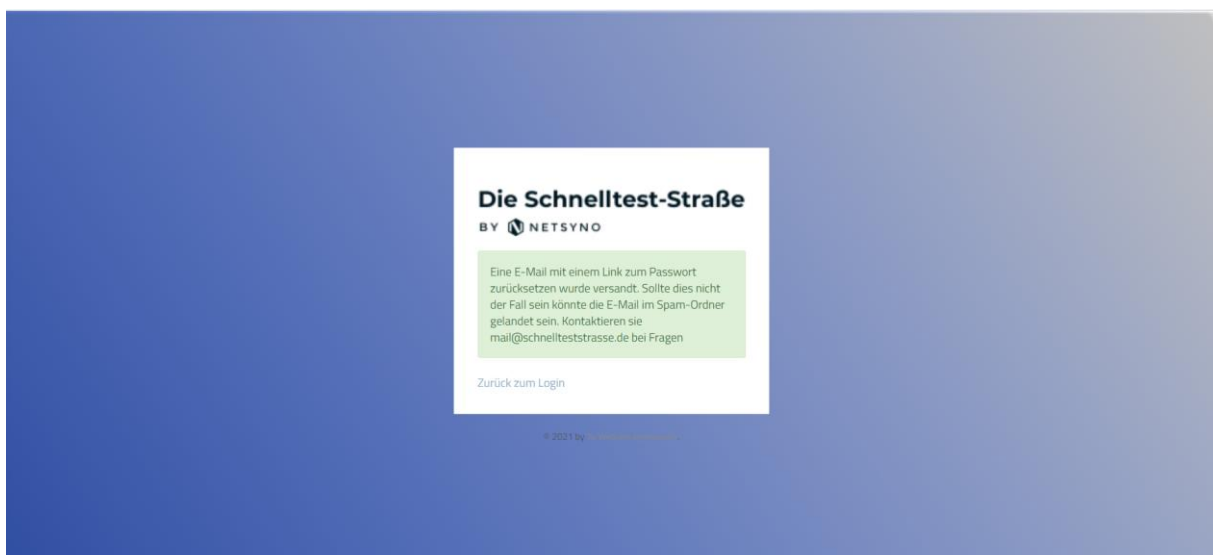 Die Schnelltest-Straße
BY NETSYNO
Eine E-Mail mit einem Link zum Passwort
zurücksetzen wurde versandt. Sollte dies nicht
der Fall sein könnte die E-Mail im Spam-Ordner
gelandet sein. Kontaktieren sie
mail@schnellteststrasse.de bei Fragen
Zurück zum Login
© 2021 by